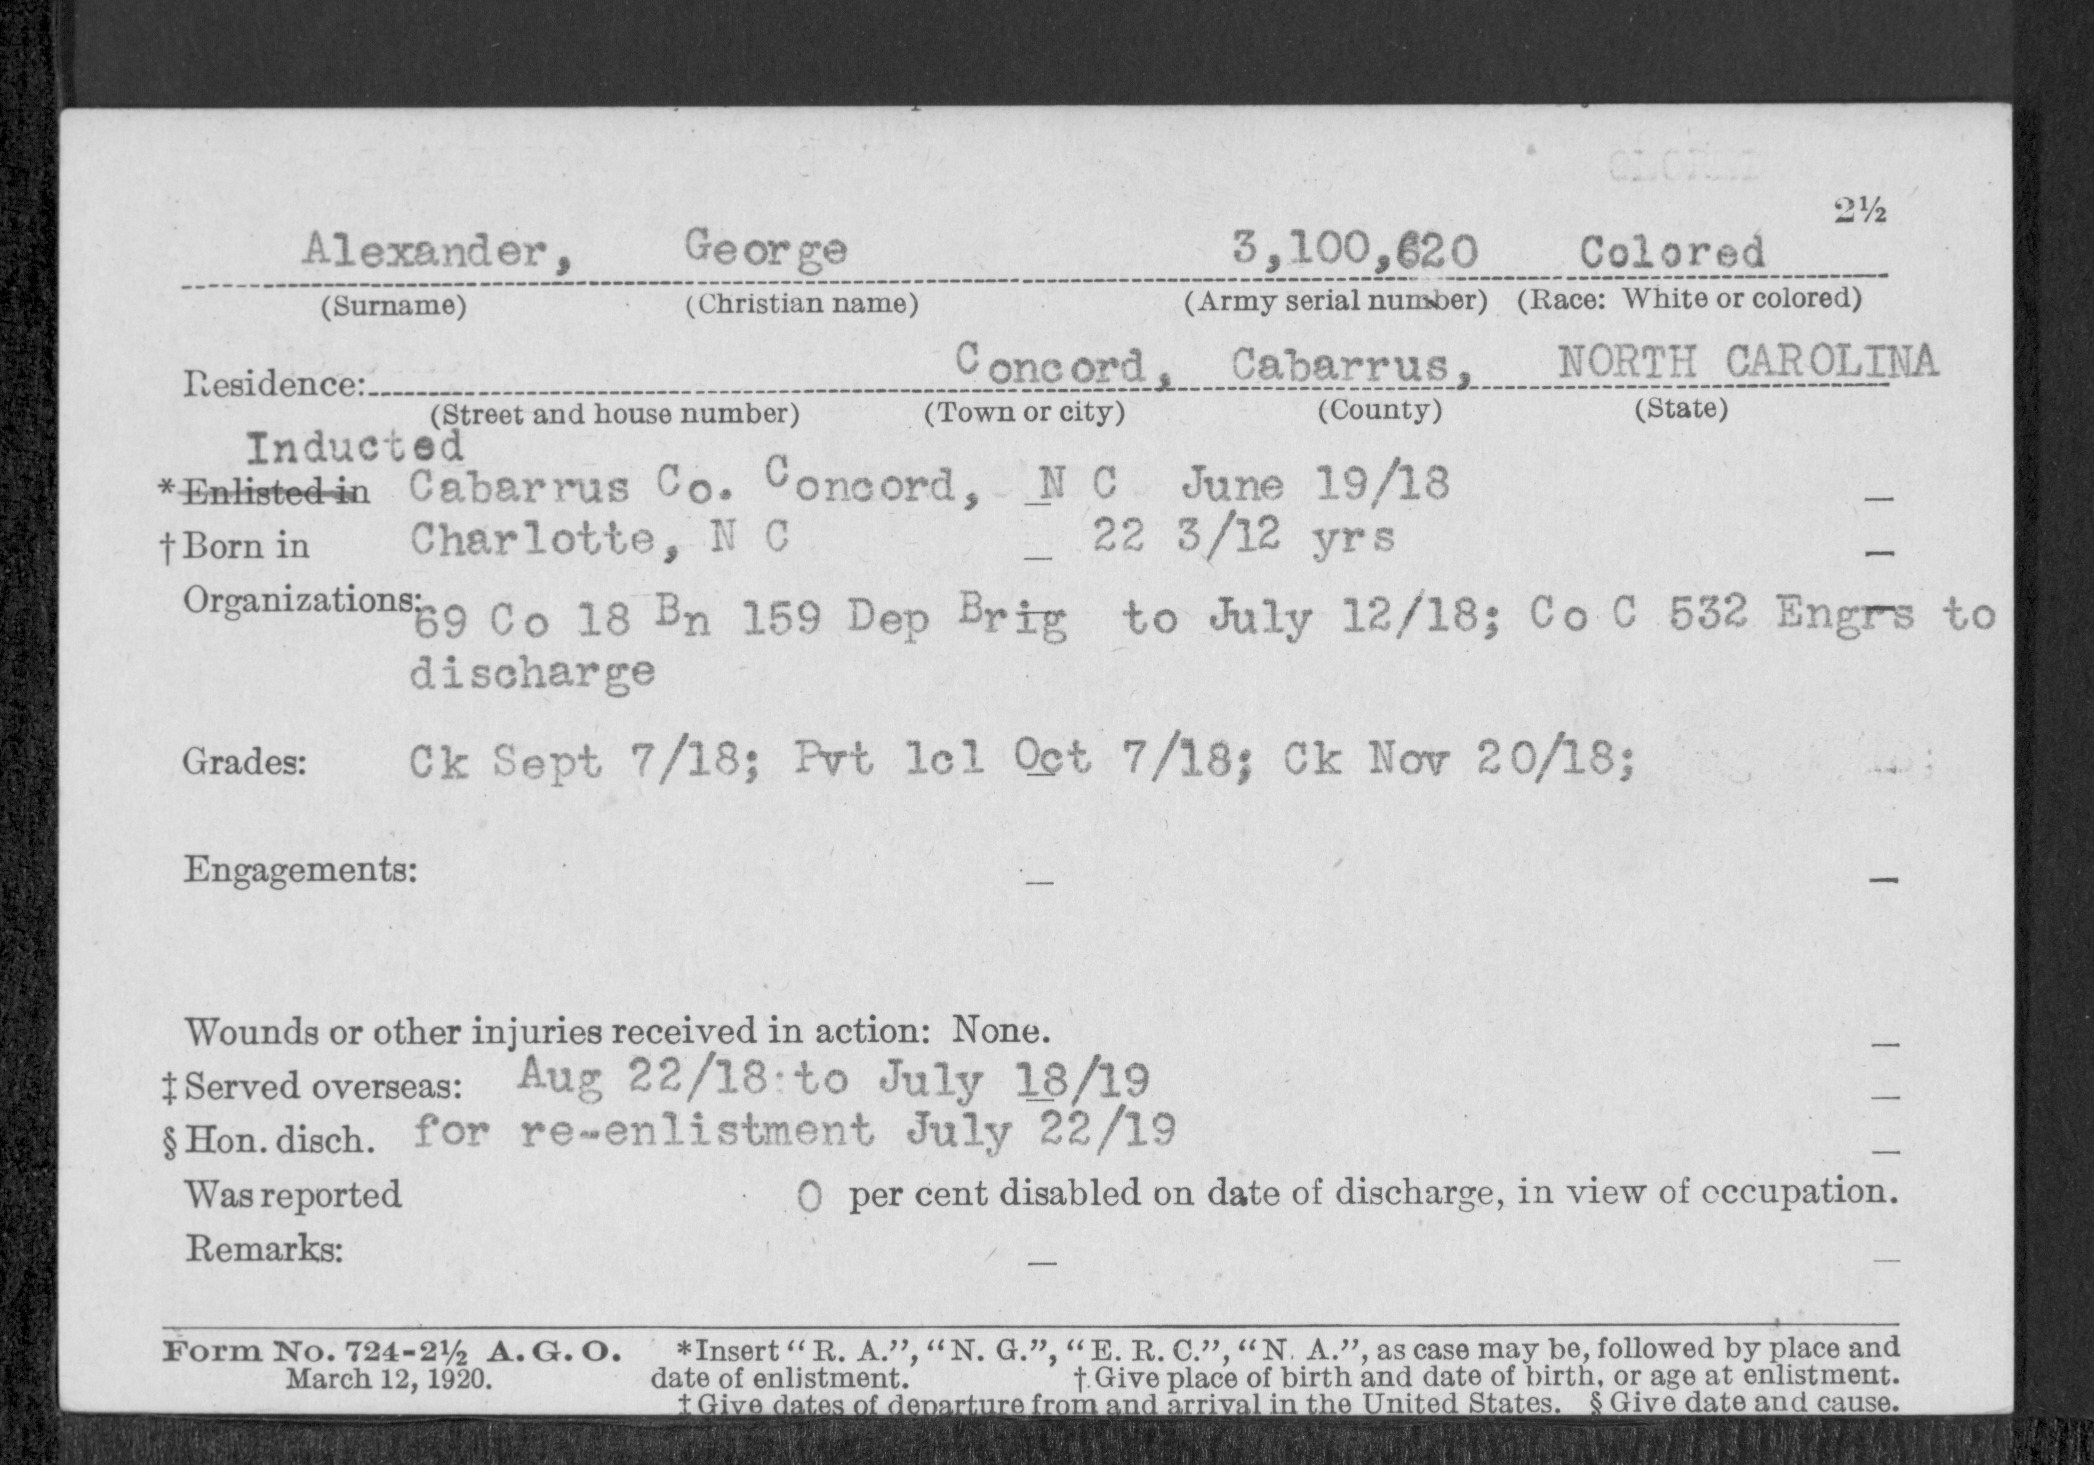 2½
Alexander, George 3,100,620 Colored
(Surname) (Christian name) (Army serial number) (Race: White or colored)
Residence: Concord, Cabarrus, NORTH CAROLINA
(Street and house number) (Town or city) (County) (State)
Inducted
*Enlisted in Cabarrus Co. Concord, N C June 19/18
†Born in Charlotte, N C 22 3/12 yrs
Organizations: 69 Co 18 Bn 159 Dep Brig to July 12/18; Co C 532 Engrs to
discharge
Grades: Ck Sept 7/18; Pvt 1cl Oct 7/18; Ck Nov 20/18;
Engagements:
Wounds or other injuries received in action: None.
‡Served overseas: Aug 22/18 to July 18/19
§Hon. disch. for re-enlistment July 22/19
Was reported 0 per cent disabled on date of discharge, in view of occupation.
Remarks:
Form No. 724-2½ A.G.O. *Insert "R. A.", "N. G.", "E. R. C.", "N. A.", as case may be, followed by place and
March 12, 1920. date of enlistment. †Give place of birth and date of birth, or age at enlistment.
‡Give dates of departure from and arrival in the United States. §Give date and cause.